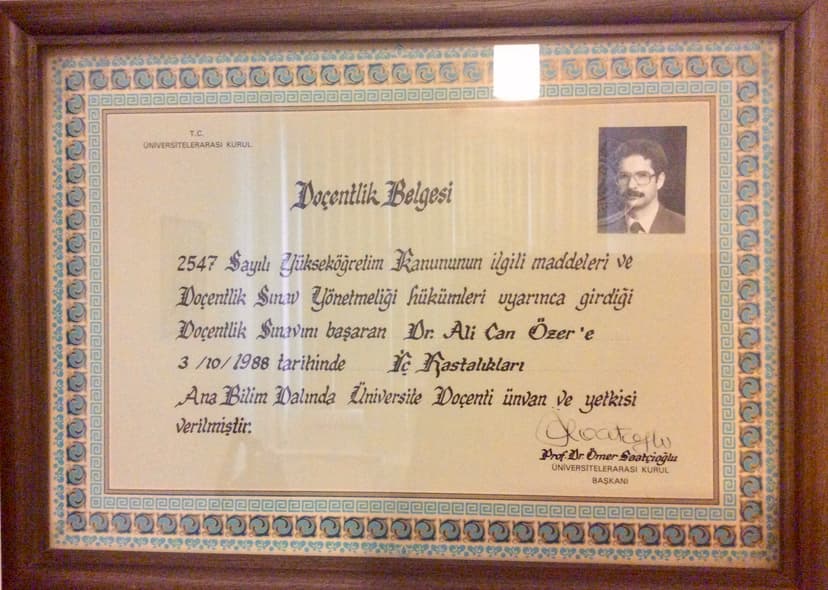 T.C.
ÜNİVERSİTELERARASI KURUL
Doçentlik Belgesi
2547 Sayılı Yükseköğretim Kanununun ilgili maddeleri ve
Doçentlik Sınav Yönetmeliği hükümleri uyarınca girdiği
Doçentlik Sınavını başaran Dr. Ali Can Özer'e
3 /10/ 1988 tarihinde İç Hastalıkları
Ana Bilim Dalında Üniversite Doçenti ünvan ve yetkisi
verilmiştir.
Prof. Dr. Ömer Saatçioğlu
ÜNİVERSİTELERARASI KURUL
BAŞKANI